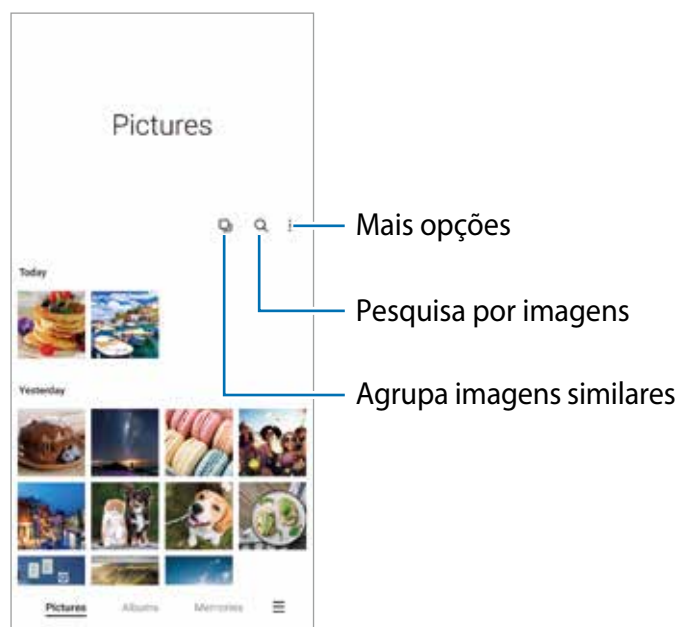 Pictures
Mais opções
Today
Pesquisa por imagens
Yesterday
Agrupa imagens similares
Pictures Albums Memories